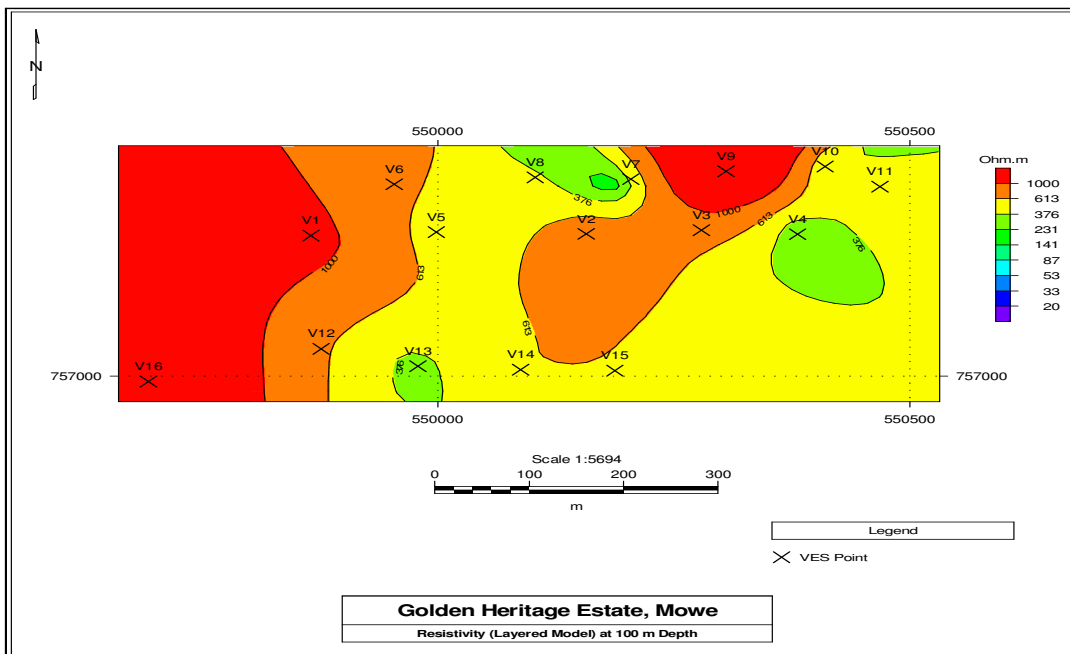 N
550000 550500
V9 V10
V8 V7
V6 V11
376
V1 V5 V2 V3 1000 613 V4
376
1000 613
V12 613
V16 376 V13 V14 V15
757000 757000
550000 550500
Ohm.m
1000
613
376
231
141
87
53
33
20
Scale 1:5694
0 100 200 300
m
Legend
VES Point
Golden Heritage Estate, Mowe
Resistivity (Layered Model) at 100 m Depth